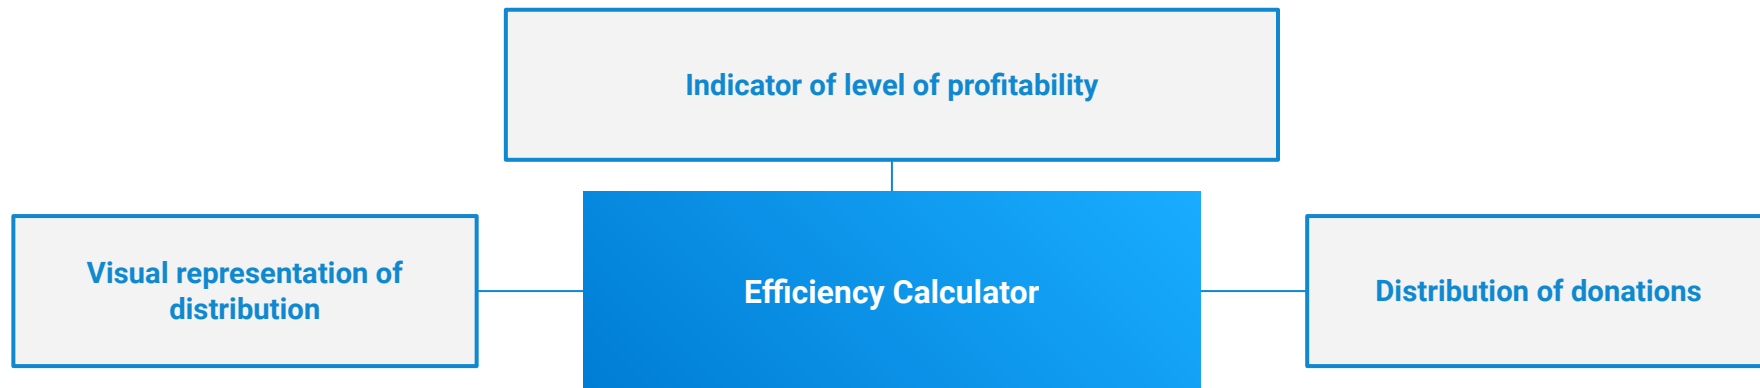 Indicator of level of profitability
Visual representation of
distribution
Efficiency Calculator
Distribution of donations